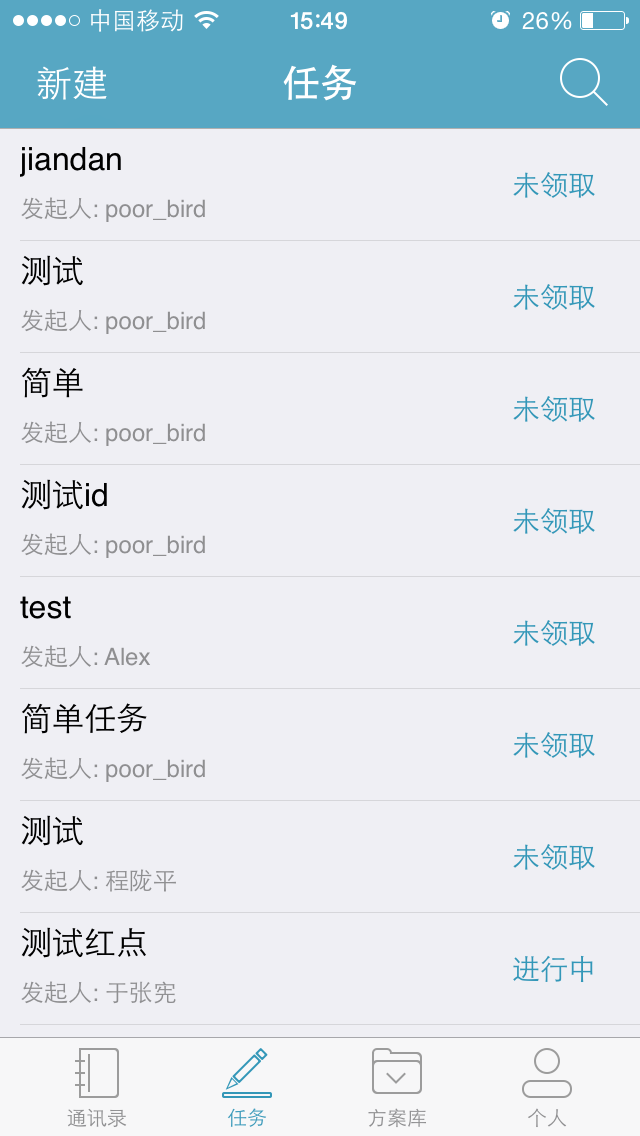 中国移动 15:49 26%
新建 任务
jiandan
发起人: poor_bird
未领取
测试
发起人: poor_bird
未领取
简单
发起人: poor_bird
未领取
测试id
发起人: poor_bird
未领取
test
发起人: Alex
未领取
简单任务
发起人: poor_bird
未领取
测试
发起人: 程陇平
未领取
测试红点
发起人: 于张宪
进行中
通讯录 任务 方案库 个人